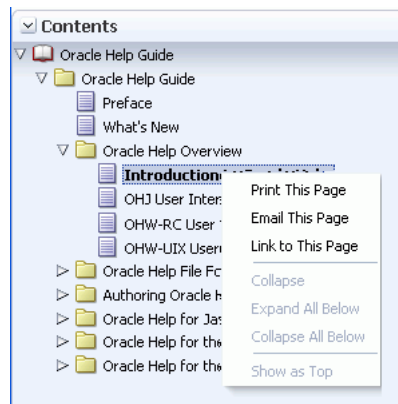 Contents
Oracle Help Guide
Oracle Help Guide
Preface
What's New
Oracle Help Overview
Introduction
Print This Page
OHJ User Inter
Email This Page
OHW-RC User
Link to This Page
OHW-UIX User
Oracle Help File
Collapse
Authoring Oracle
Expand All Below
Oracle Help for Ja
Collapse All Below
Oracle Help for the
Oracle Help for the
Show as Top